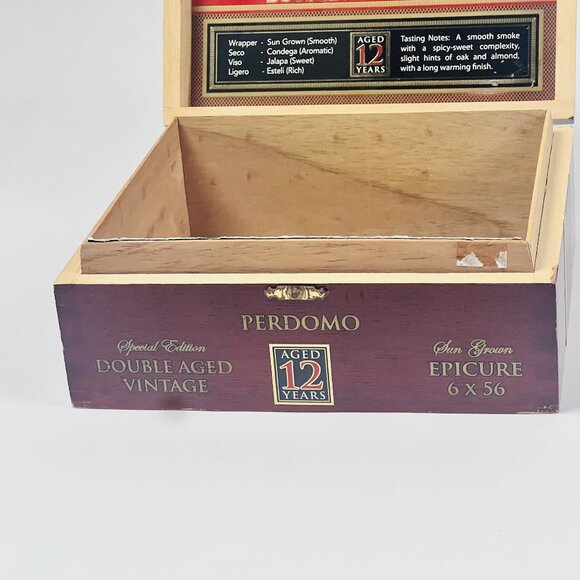 Wrapper - Sun Grown (Smooth)
Seco - Condega (Aromatic)
Viso - Jalapa (Sweet)
Ligero - Esteli (Rich)
AGED
12
YEARS
Tasting Notes: A smooth smoke
with a spicy-sweet complexity,
slight hints of oak and almond,
with a long warming finish.
PERDOMO
Special Edition
DOUBLE AGED
VINTAGE
AGED
12
YEARS
Sun Grown
EPICURE
6 X 56